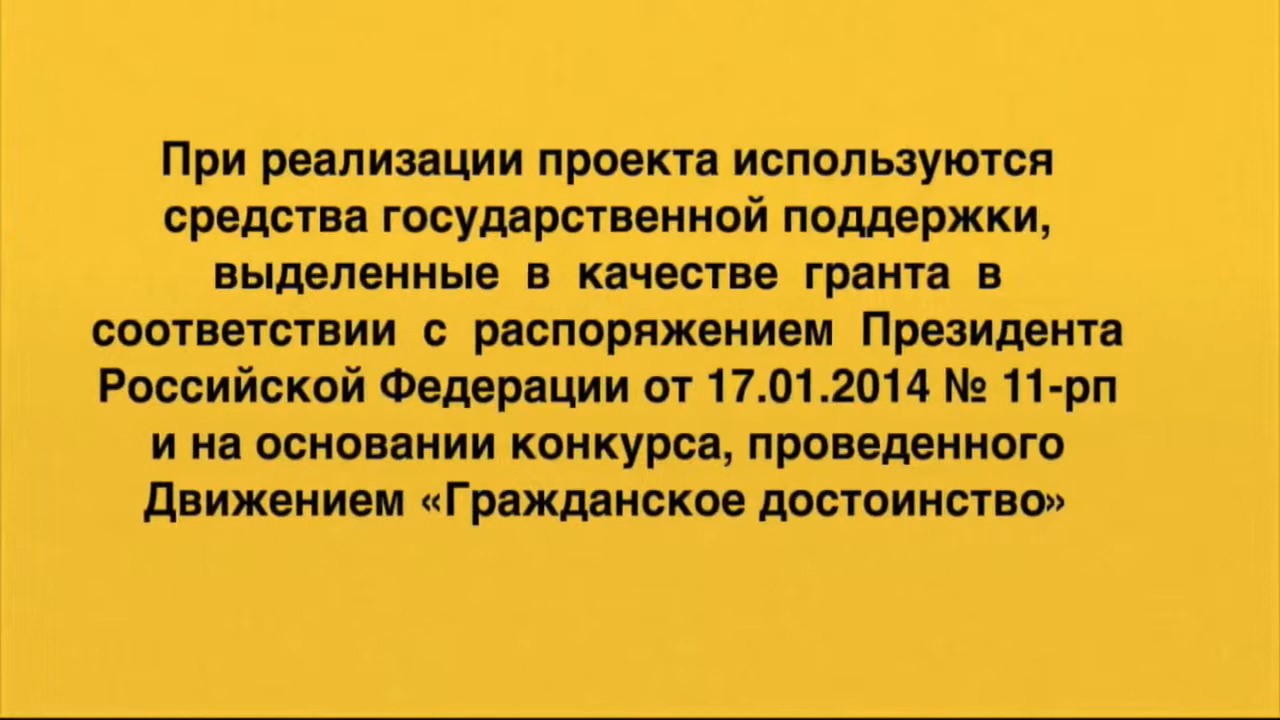 При реализации проекта используются
средства государственной поддержки,
выделенные в качестве гранта в
соответствии с распоряжением Президента
Российской Федерации от 17.01.2014 № 11-рп
и на основании конкурса, проведенного
Движением «Гражданское достоинство»